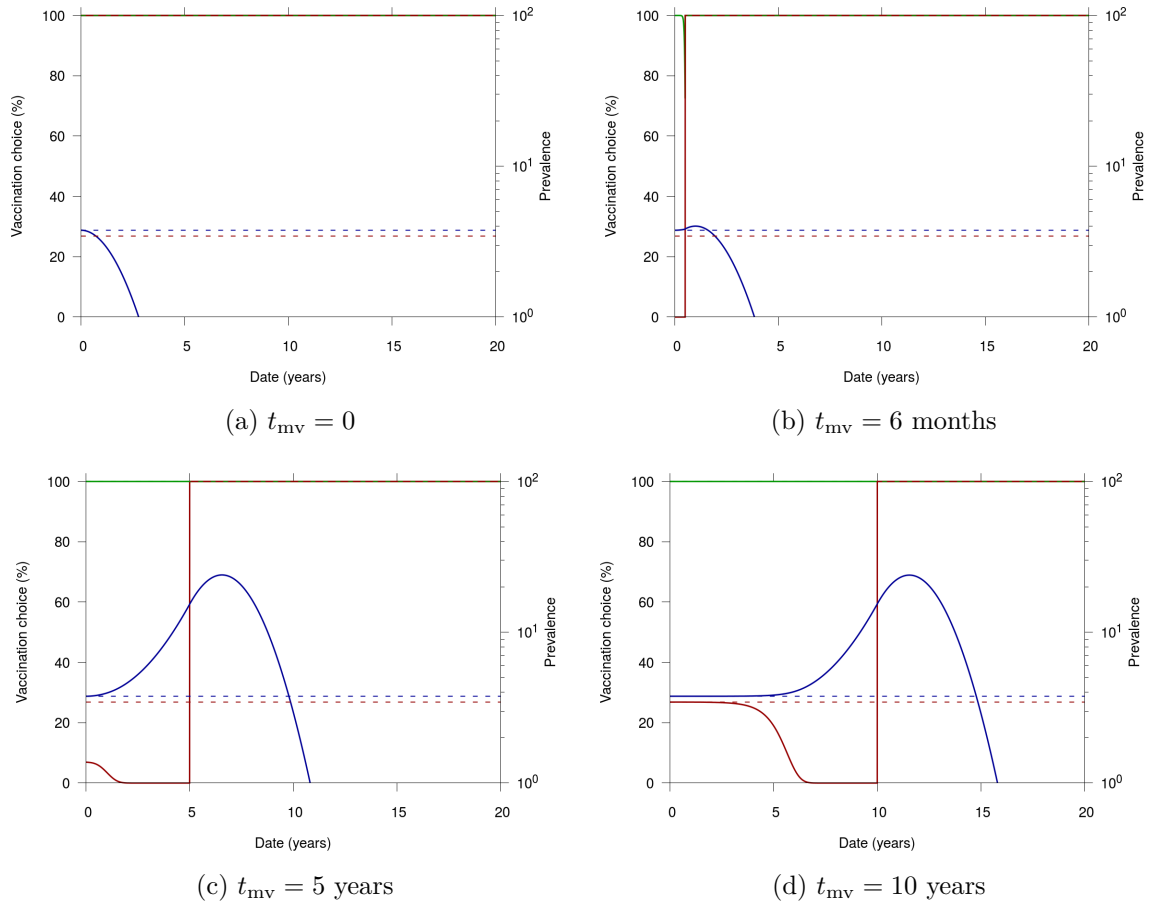 100
80
60
40
20
0
Vaccination choice (%)
10^2
10^1
10^0
Prevalence
0 5 10 15 20
Date (years)
(a) t_mv = 0
100
80
60
40
20
0
Vaccination choice (%)
10^2
10^1
10^0
Prevalence
0 5 10 15 20
Date (years)
(b) t_mv = 6 months
100
80
60
40
20
0
Vaccination choice (%)
10^2
10^1
10^0
Prevalence
0 5 10 15 20
Date (years)
(c) t_mv = 5 years
100
80
60
40
20
0
Vaccination choice (%)
10^2
10^1
10^0
Prevalence
0 5 10 15 20
Date (years)
(d) t_mv = 10 years